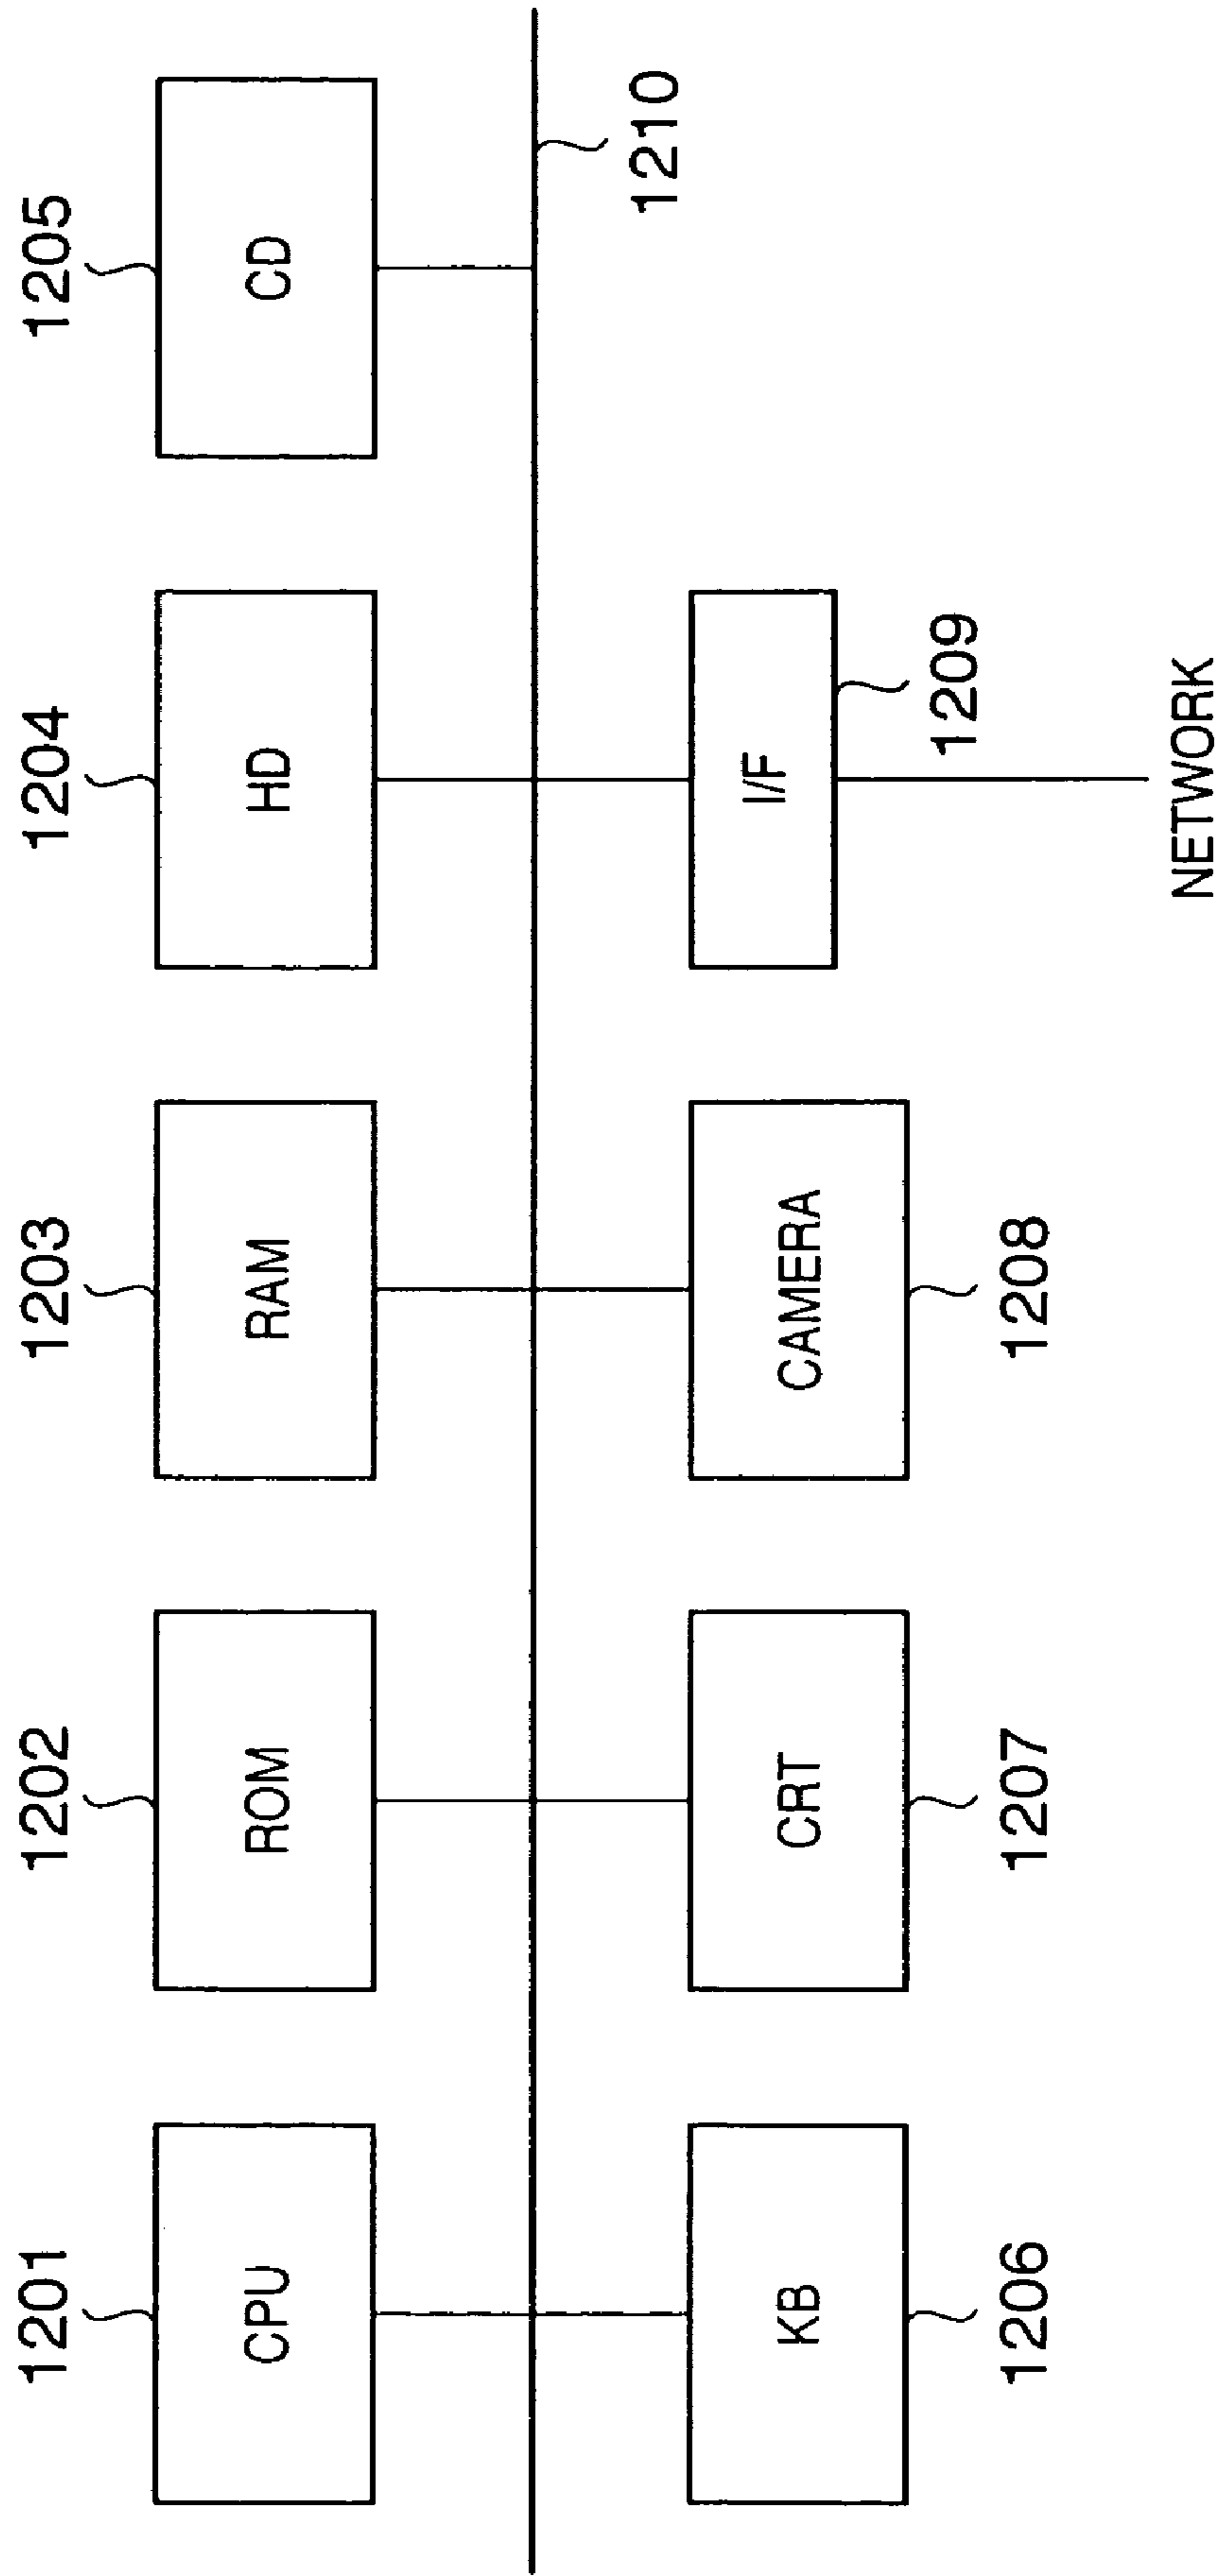 1201
1202
1203
1204
1205
CPU
ROM
RAM
HD
CD
1210
KB
CRT
CAMERA
I/F
1206
1207
1208
1209
NETWORK